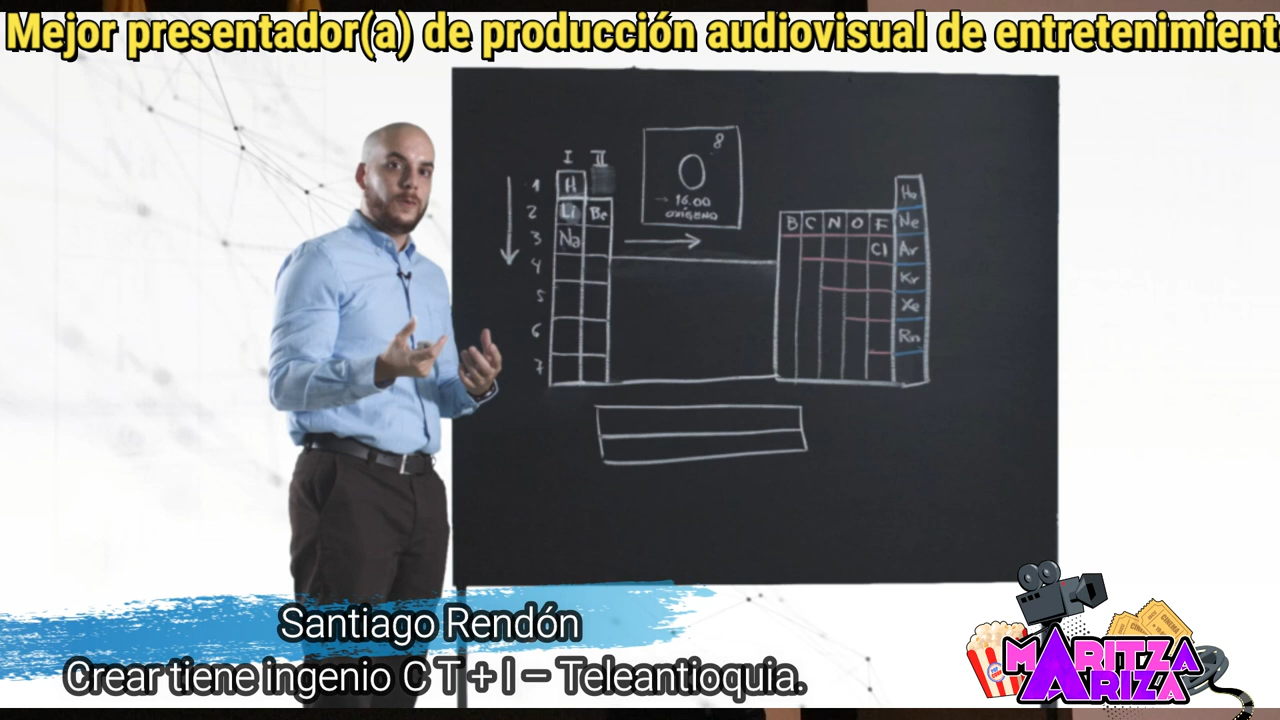 Mejor presentador(a) de producción audiovisual de entretenimient
8
O
→ 16.00
OXÍGENO
I II
1 H
2 Li Be
3 Na
4
5
6
7
He
B C N O F Ne
Cl Ar
Kr
Xe
Rn
Santiago Rendón
Crear tiene ingenio C T + I – Teleantioquia.
MARITZA
ARIZA